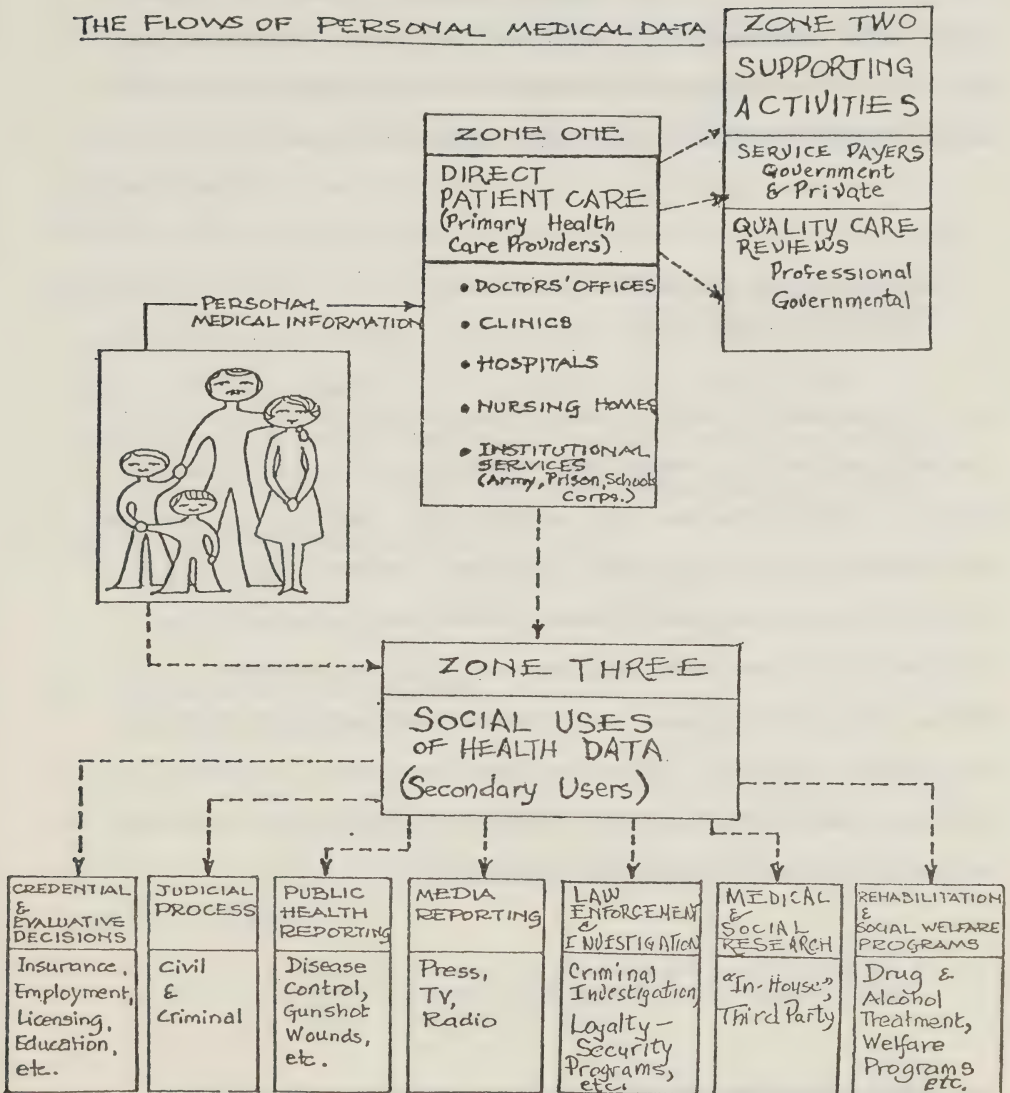 THE FLOWS OF PERSONAL MEDICAL DATA
ZONE TWO
SUPPORTING
ACTIVITIES
SERVICE PAYERS
Government
& Private
QUALITY CARE
REVIEWS
Professional
Governmental
ZONE ONE
DIRECT
PATIENT CARE
(Primary Health
Care Providers)
• DOCTORS' OFFICES
• CLINICS
• HOSPITALS
• NURSING HOMES
• INSTITUTIONAL
SERVICES
(Army, Prison, Schools
Corps.)
PERSONAL
MEDICAL INFORMATION
ZONE THREE
SOCIAL USES
OF HEALTH DATA
(Secondary Users)
CREDENTIAL
&
EVALUATIVE
DECISIONS
Insurance,
Employment,
Licensing,
Education,
etc.
JUDICIAL
PROCESS
Civil
&
Criminal
PUBLIC
HEALTH
REPORTING
Disease
Control,
Gunshot
Wounds,
etc.
MEDIA
REPORTING
Press,
TV,
Radio
LAW
ENFORCEMENT
&
INVESTIGATION
Criminal
Investigation,
Loyalty-
Security
Programs,
etc.
MEDICAL
&
SOCIAL
RESEARCH
"In-House",
Third Party
REHABILITATION
&
SOCIAL WELFARE
PROGRAMS
Drug &
Alcohol
Treatment,
Welfare
Programs
etc.